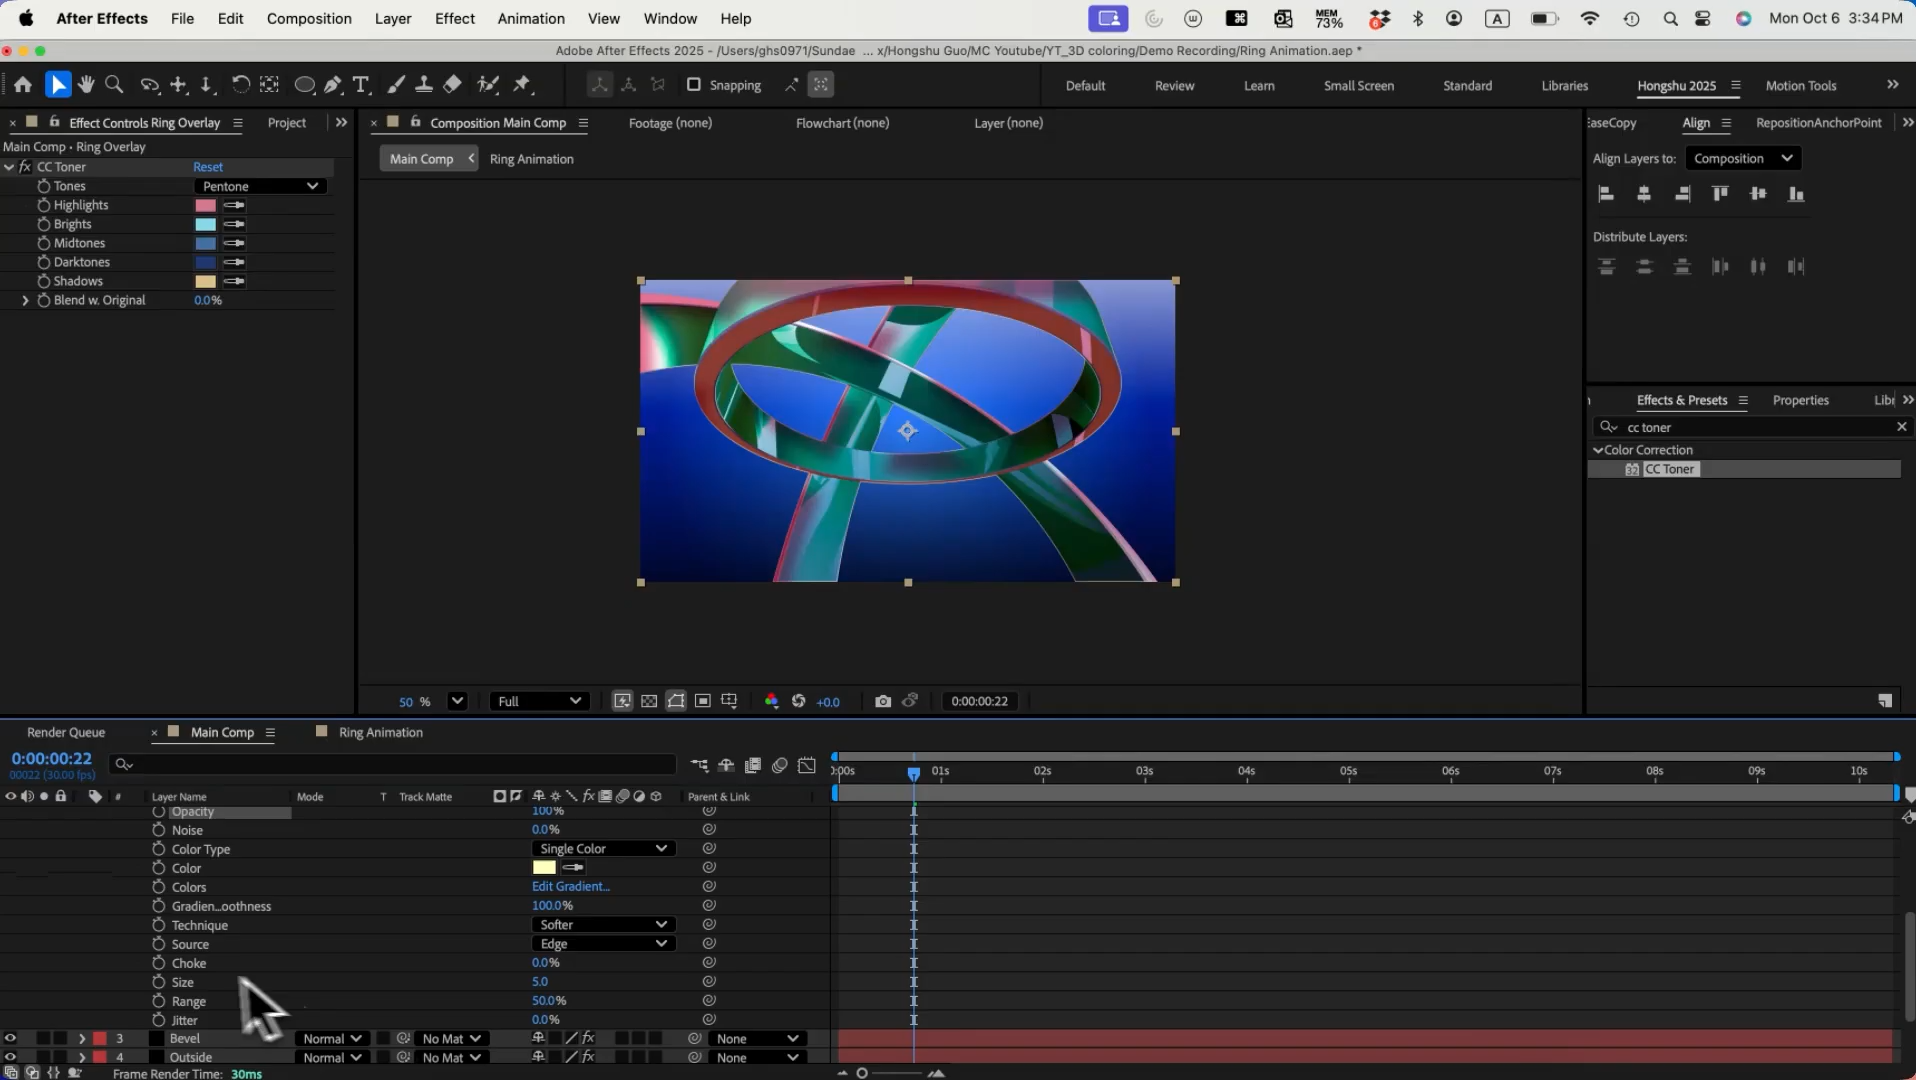 After Effects File Edit Composition Layer Effect Animation View Window Help MEM 73% A Mon Oct 6 3:34 PM
Adobe After Effects 2025 - /Users/ghs0971/Sundae ... x/Hongshu Guo/MC Youtube/YT_3D coloring/Demo Recording/Ring Animation.aep *
Snapping Default Review Learn Small Screen Standard Libraries Hongshu 2025 Motion Tools
Effect Controls Ring Overlay Project Composition Main Comp Footage (none) Flowchart (none) Layer (none) EaseCopy Align RepositionAnchorPoint
Main Comp • Ring Overlay
Main Comp Ring Animation
Align Layers to: Composition
fx CC Toner Reset
Tones Pentone
Highlights
Brights
Midtones
Darktones
Shadows
Blend w. Original 0.0%
Distribute Layers:
Effects & Presets Properties Libr
cc toner
Color Correction
32 CC Toner
50 % Full +0.0 0:00:00:22
Render Queue Main Comp Ring Animation
0:00:00:22
00022 (30.00 fps)
0:00s 01s 02s 03s 04s 05s 06s 07s 08s 09s 10s
# Layer Name Mode T Track Matte fx Parent & Link
Opacity 100%
Noise 0.0%
Color Type Single Color
Color
Colors Edit Gradient...
Gradien...oothness 100.0%
Technique Softer
Source Edge
Choke 0.0%
Size 5.0
Range 50.0%
Jitter 0.0%
3 Bevel Normal No Mat fx None
4 Outside Normal No Mat fx None
Frame Render Time: 30ms